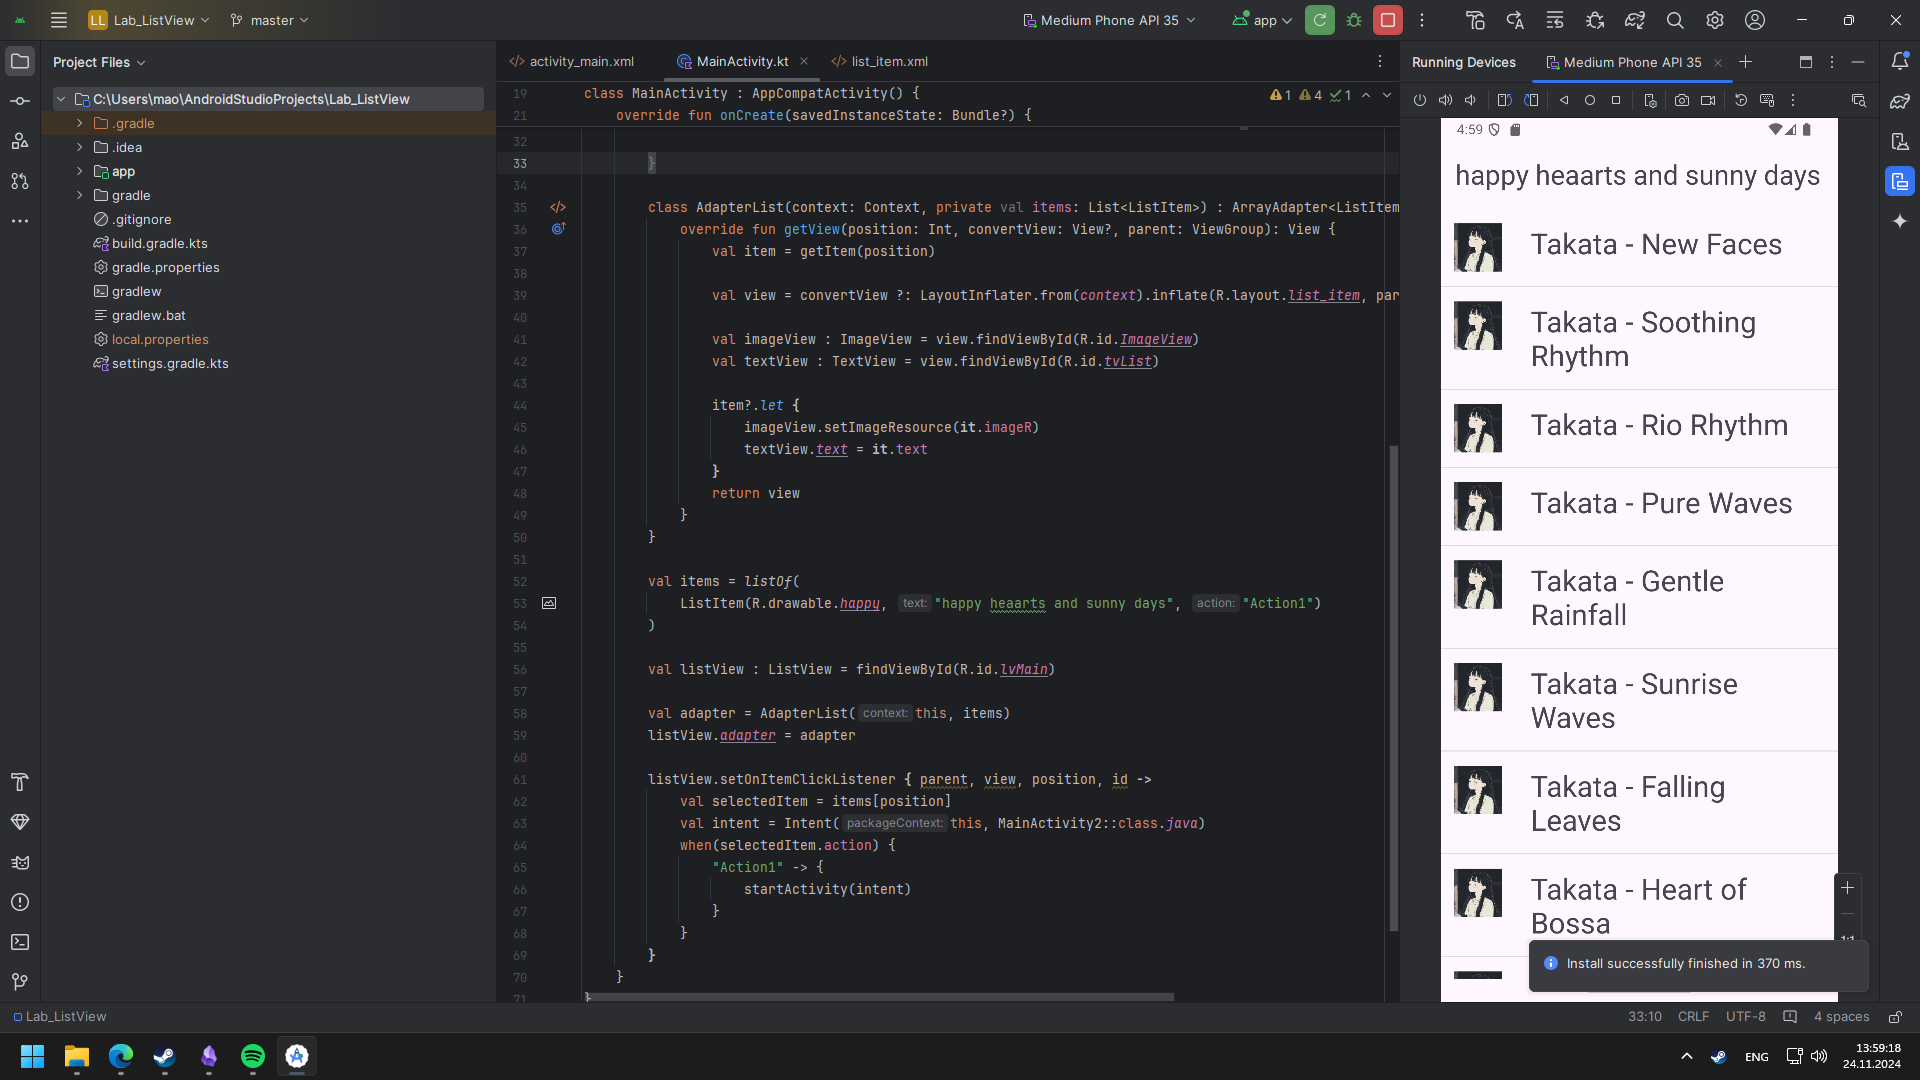 LL Lab_ListView master Medium Phone API 35 app
Project Files
activity_main.xml MainActivity.kt list_item.xml
Running Devices Medium Phone API 35
C:\Users\mao\AndroidStudioProjects\Lab_ListView
.gradle
.idea
app
gradle
.gitignore
build.gradle.kts
gradle.properties
gradlew
gradlew.bat
local.properties
settings.gradle.kts
1 4 1
19 class MainActivity : AppCompatActivity() {
21 override fun onCreate(savedInstanceState: Bundle?) {
32
33 }
34
35 class AdapterList(context: Context, private val items: List<ListItem>) : ArrayAdapter<ListItem
36 override fun getView(position: Int, convertView: View?, parent: ViewGroup): View {
37 val item = getItem(position)
38
39 val view = convertView ?: LayoutInflater.from(context).inflate(R.layout.list_item, par
40
41 val imageView : ImageView = view.findViewById(R.id.ImageView)
42 val textView : TextView = view.findViewById(R.id.tvList)
43
44 item?.let {
45 imageView.setImageResource(it.imageR)
46 textView.text = it.text
47 }
48 return view
49 }
50 }
51
52 val items = listOf(
53 ListItem(R.drawable.happy, text: "happy heaarts and sunny days", action: "Action1")
54 )
55
56 val listView : ListView = findViewById(R.id.lvMain)
57
58 val adapter = AdapterList( context: this, items)
59 listView.adapter = adapter
60
61 listView.setOnItemClickListener { parent, view, position, id ->
62 val selectedItem = items[position]
63 val intent = Intent( packageContext: this, MainActivity2::class.java)
64 when(selectedItem.action) {
65 "Action1" -> {
66 startActivity(intent)
67 }
68 }
69 }
70 }
71 }
4:59
happy heaarts and sunny days
Takata - New Faces
Takata - Soothing
Rhythm
Takata - Rio Rhythm
Takata - Pure Waves
Takata - Gentle
Rainfall
Takata - Sunrise
Waves
Takata - Falling
Leaves
Takata - Heart of
Bossa
1:1
Install successfully finished in 370 ms.
Lab_ListView
33:10 CRLF UTF-8 4 spaces
ENG
13:59:18
24.11.2024